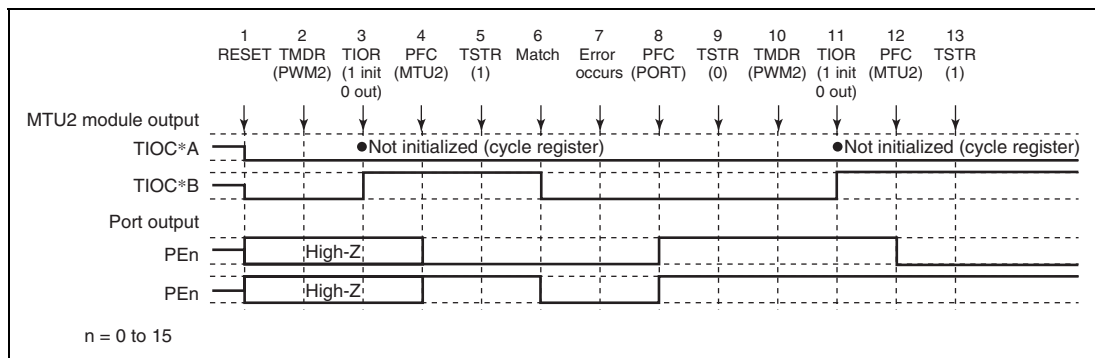 1 2 3 4 5 6 7 8 9 10 11 12 13
RESET TMDR TIOR PFC TSTR Match Error PFC TSTR TMDR TIOR PFC TSTR
(PWM2) (1 init (MTU2) (1) occurs (PORT) (0) (PWM2) (1 init (MTU2) (1)
0 out) 0 out)
MTU2 module output
TIOC*A ●Not initialized (cycle register) ●Not initialized (cycle register)
TIOC*B
Port output
PEn High-Z
PEn High-Z
n = 0 to 15